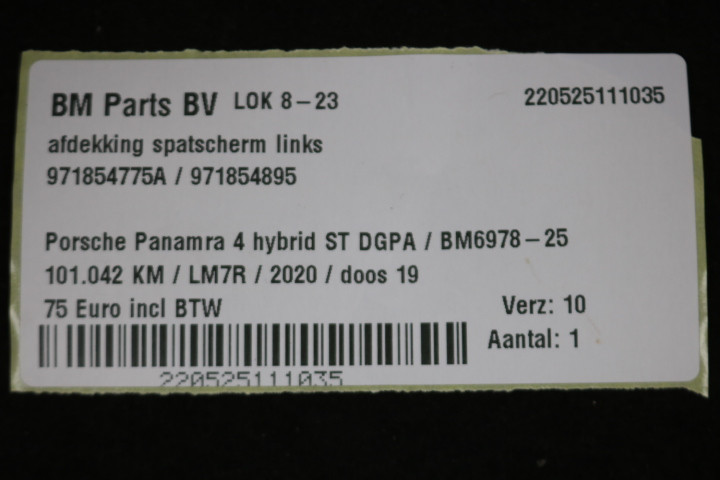 BM Parts BV LOK 8-23 220525111035
afdekking spatscherm links
971854775A / 971854895
Porsche Panamra 4 hybrid ST DGPA / BM6978-25
101.042 KM / LM7R / 2020 / doos 19
75 Euro incl BTW Verz: 10
Aantal: 1
220525111035